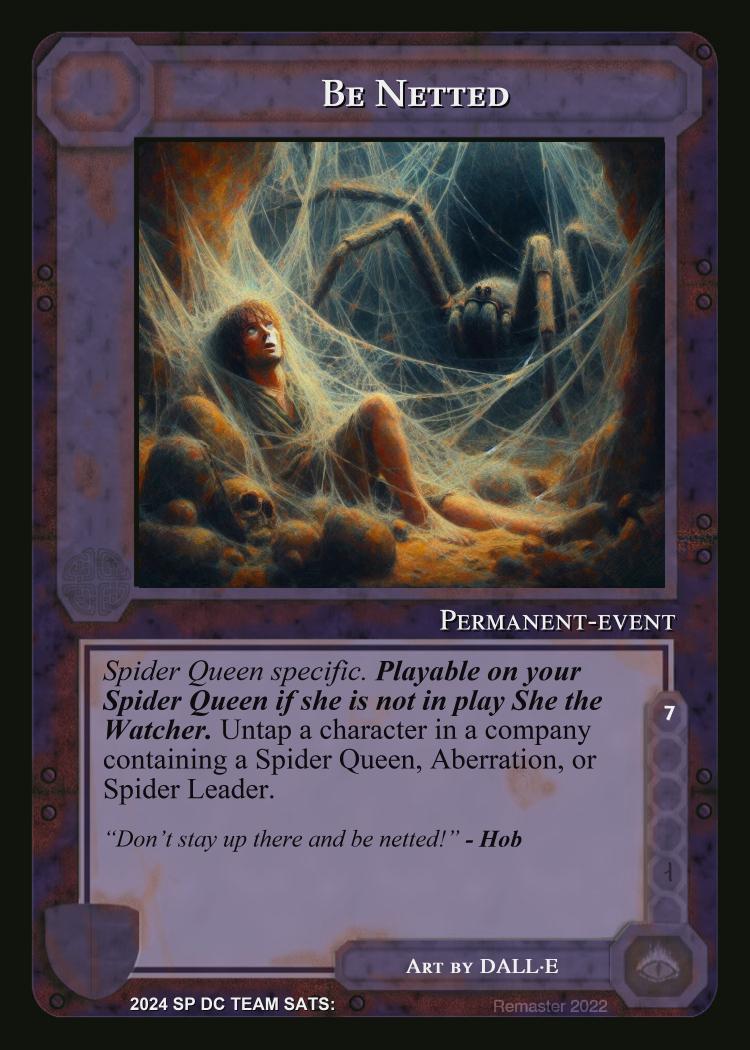 Be Netted
Permanent-event
Spider Queen specific. Playable on your
Spider Queen if she is not in play She the
Watcher. Untap a character in a company
containing a Spider Queen, Aberration, or
Spider Leader.
7
“Don’t stay up there and be netted!” - Hob
Art by DALL·E
2024 SP DC TEAM SATS:
Remaster 2022